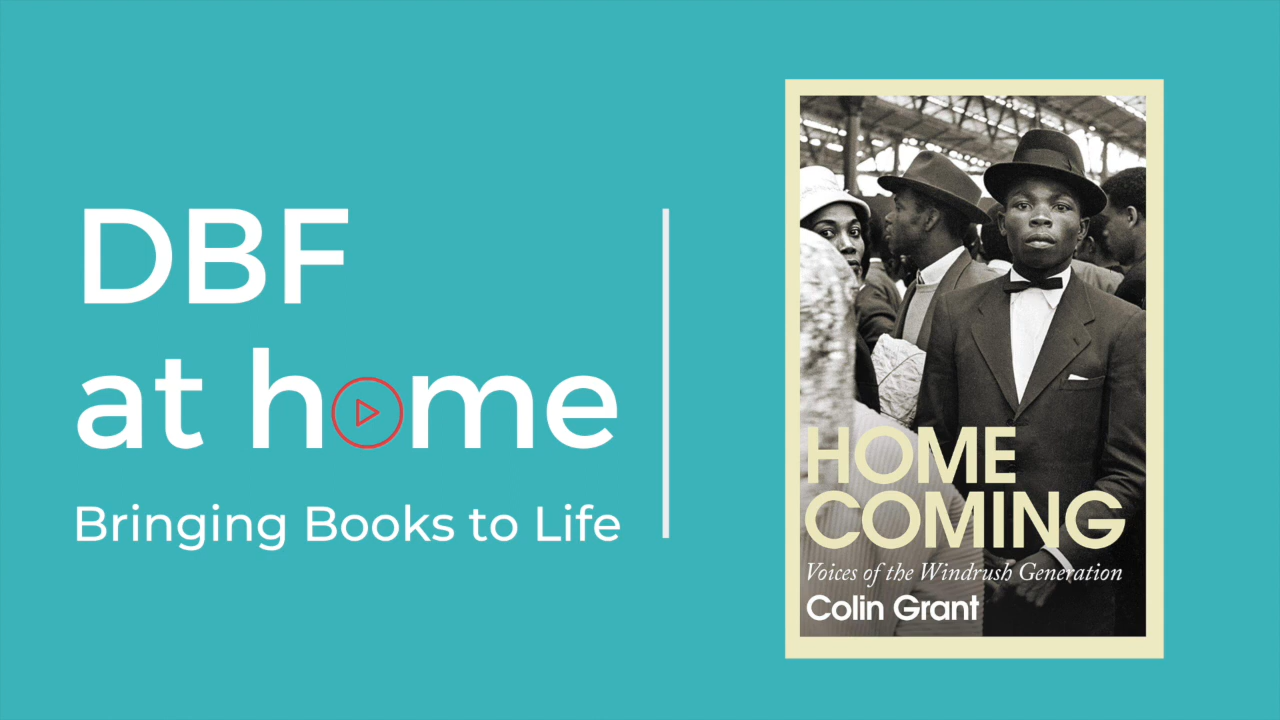 DBF
at home
Bringing Books to Life
HOME
COMING
Voices of the Windrush Generation
Colin Grant